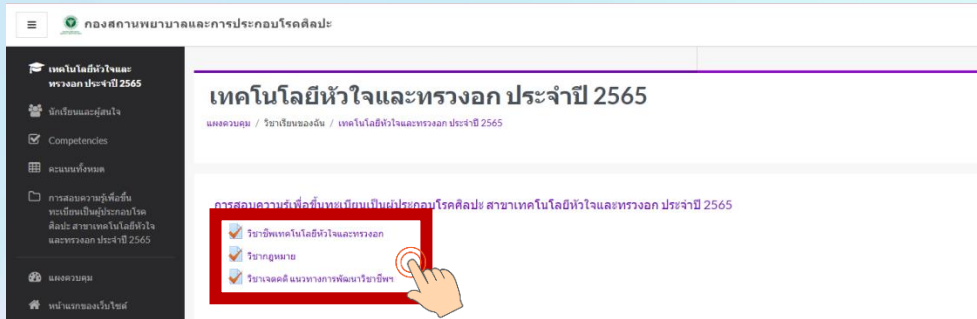 กองสถานพยาบาลและการประกอบโรคศิลปะ
เทคโนโลยีหัวใจและ
ทรวงอก ประจำปี 2565
นักเรียนและผู้สนใจ
Competencies
คะแนนทั้งหมด
การสอบความรู้เพื่อขึ้น
ทะเบียนเป็นผู้ประกอบโรค
ศิลปะ สาขาเทคโนโลยีหัวใจ
และทรวงอก ประจำปี 2565
แผงควบคุม
หน้าแรกของเว็บไซต์
เทคโนโลยีหัวใจและทรวงอก ประจำปี 2565
แผงควบคุม / วิชาเรียนของฉัน / เทคโนโลยีหัวใจและทรวงอก ประจำปี 2565
การสอบความรู้เพื่อขึ้นทะเบียนเป็นผู้ประกอบโรคศิลปะ สาขาเทคโนโลยีหัวใจและทรวงอก ประจำปี 2565
วิชาชีพเทคโนโลยีหัวใจและทรวงอก
วิชากฎหมาย
วิชาเจตคติ แนวทางการพัฒนาวิชาชีพฯ